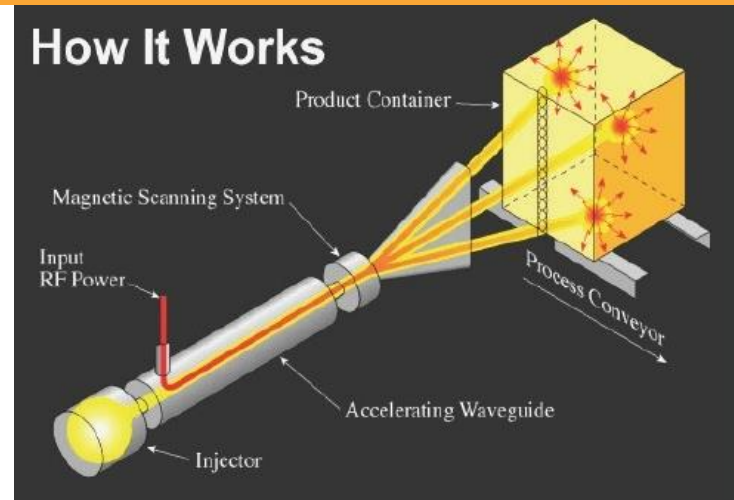 How It Works
Product Container
Magnetic Scanning System
Input
RF Power
Process Conveyor
Accelerating Waveguide
Injector